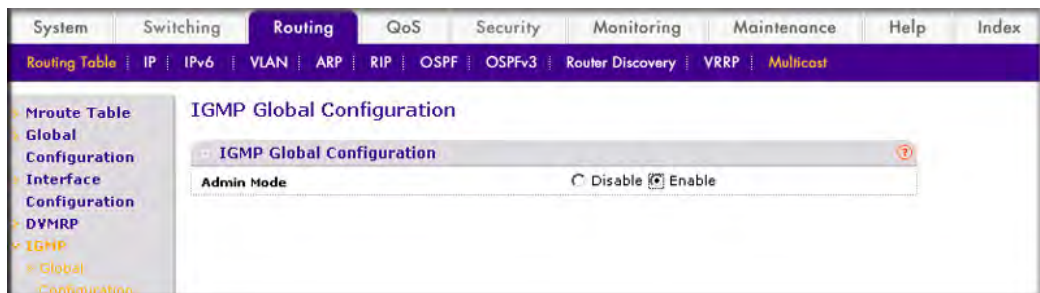 System Switching Routing QoS Security Monitoring Maintenance Help Index
Routing Table IP IPv6 VLAN ARP RIP OSPF OSPFv3 Router Discovery VRRP Multicast
Mroute Table
Global
Configuration
Interface
Configuration
DVMRP
IGMP
Global
Configuration
IGMP Global Configuration
IGMP Global Configuration ?
Admin Mode Disable Enable